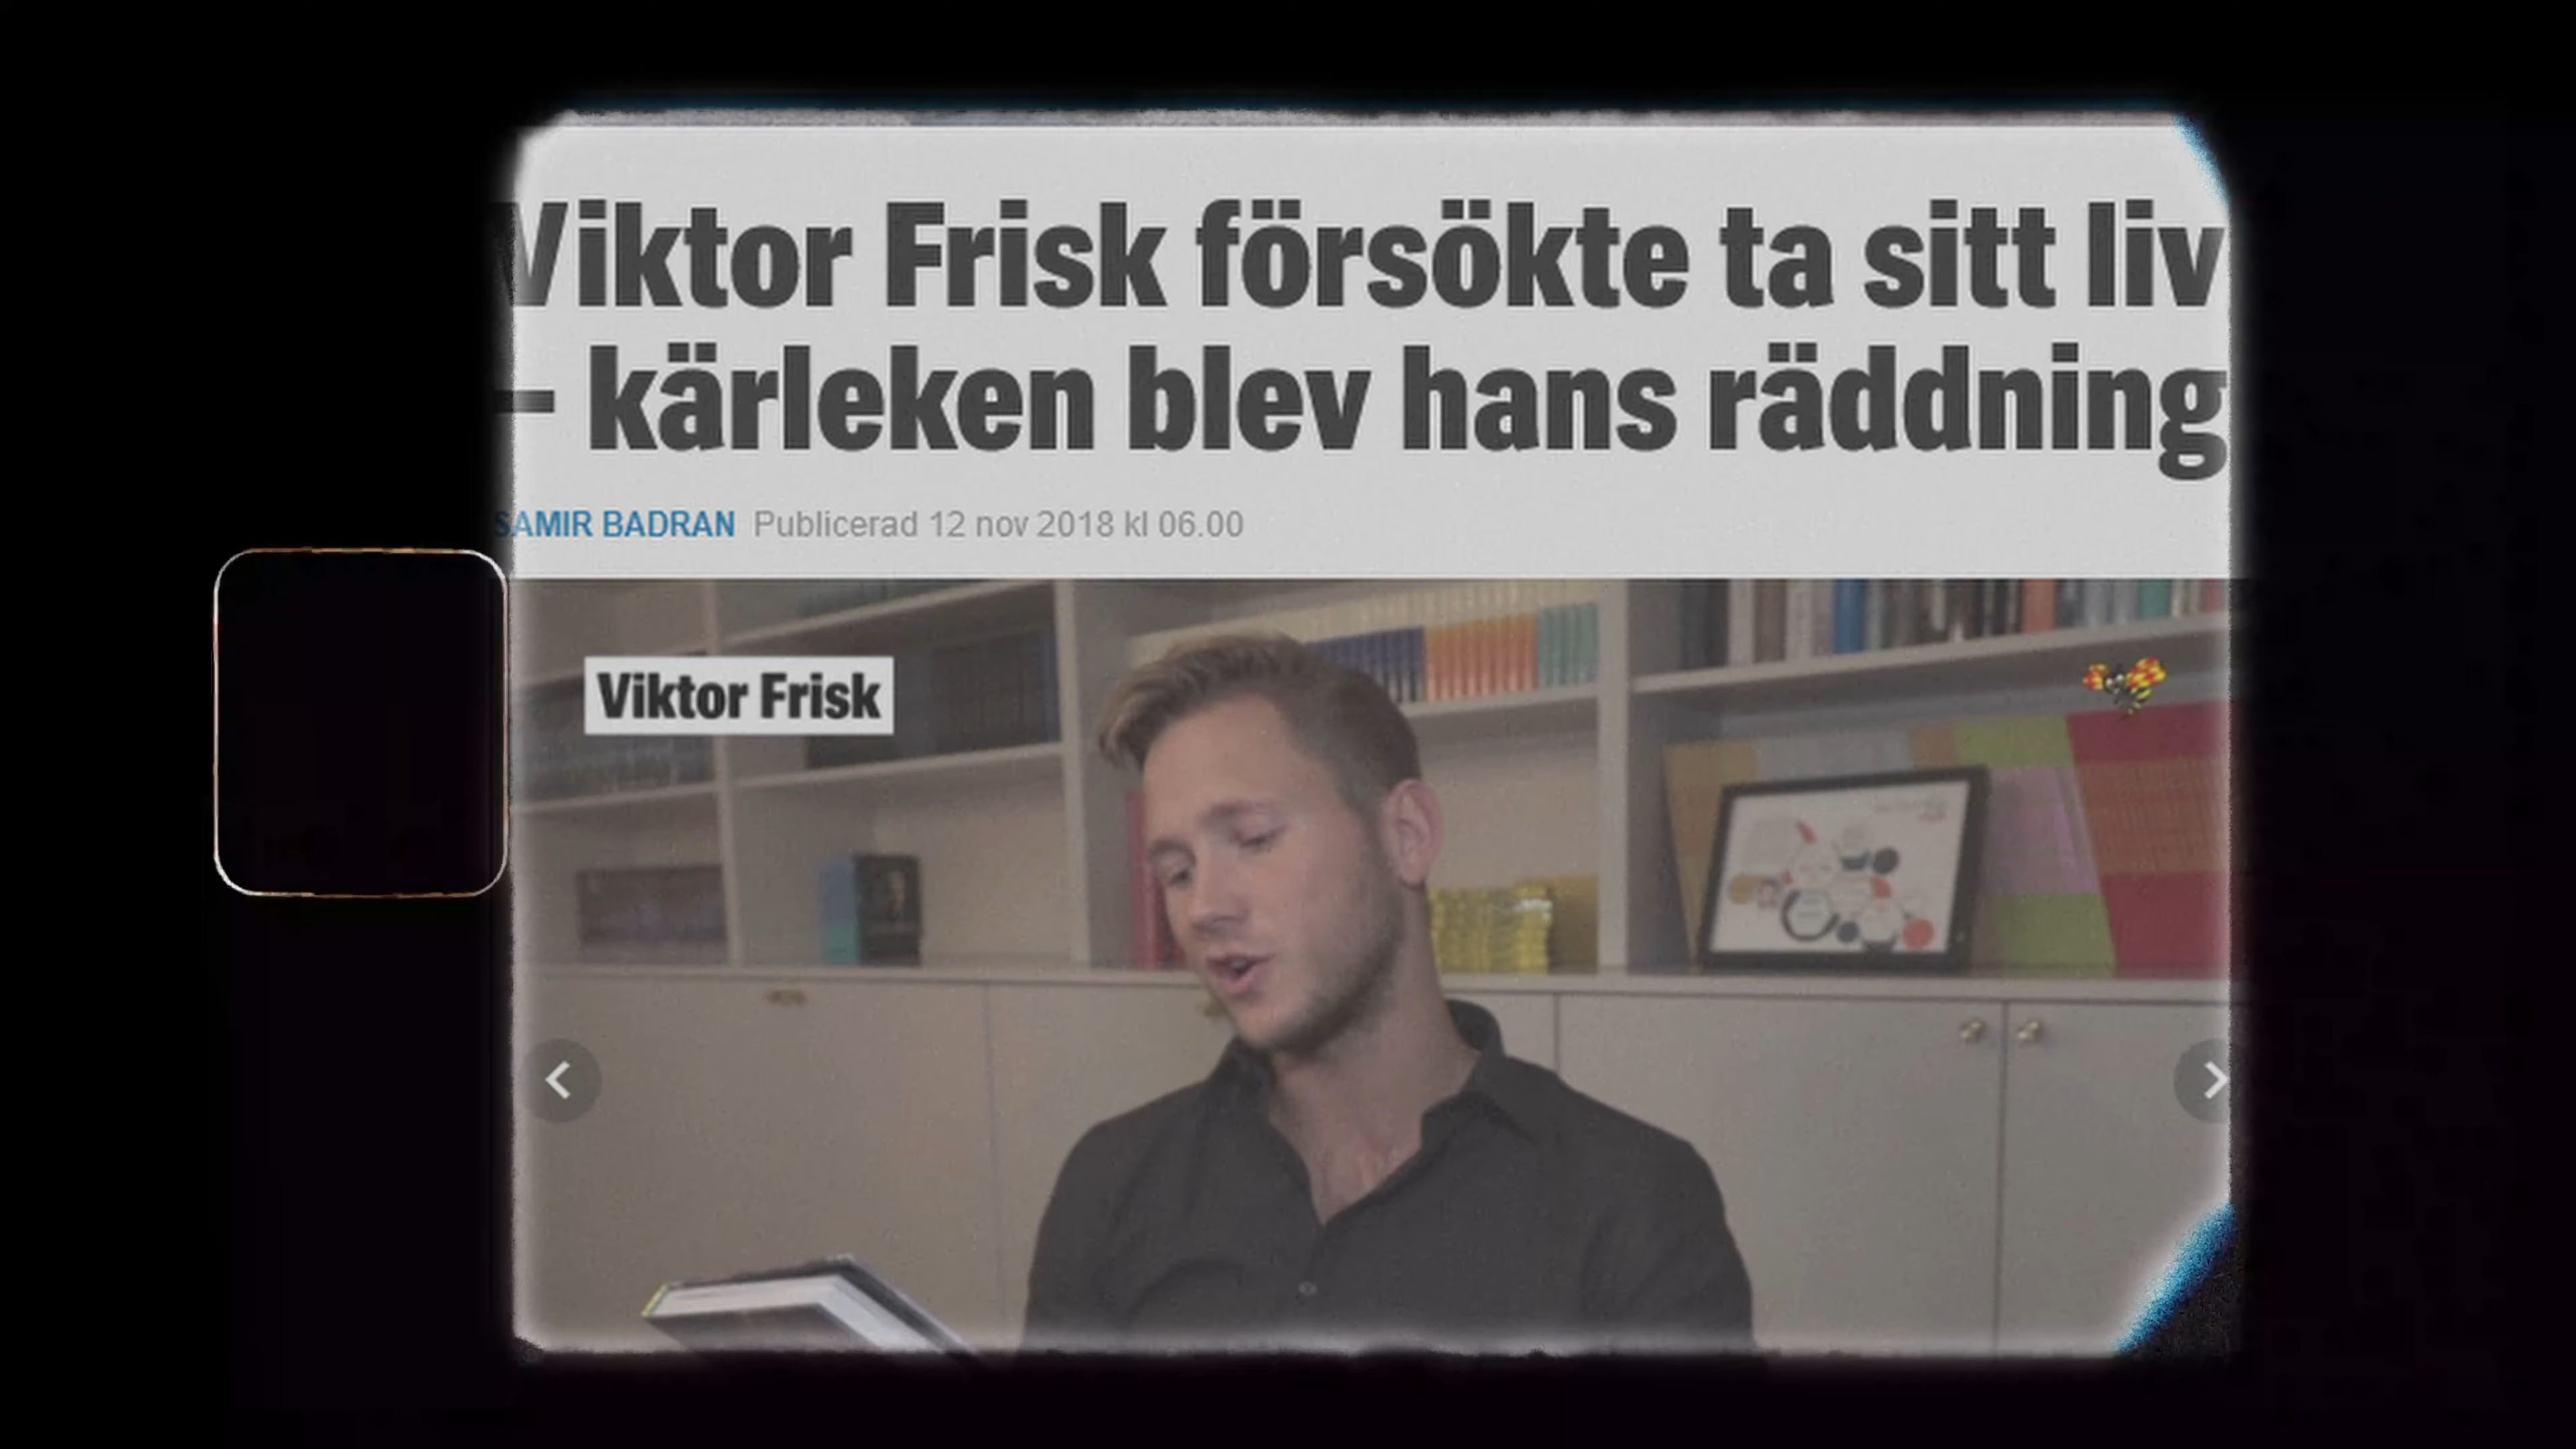 Viktor Frisk försökte ta sitt liv
– kärleken blev hans räddning
SAMIR BADRAN Publicerad 12 nov 2018 kl 06.00
Viktor Frisk